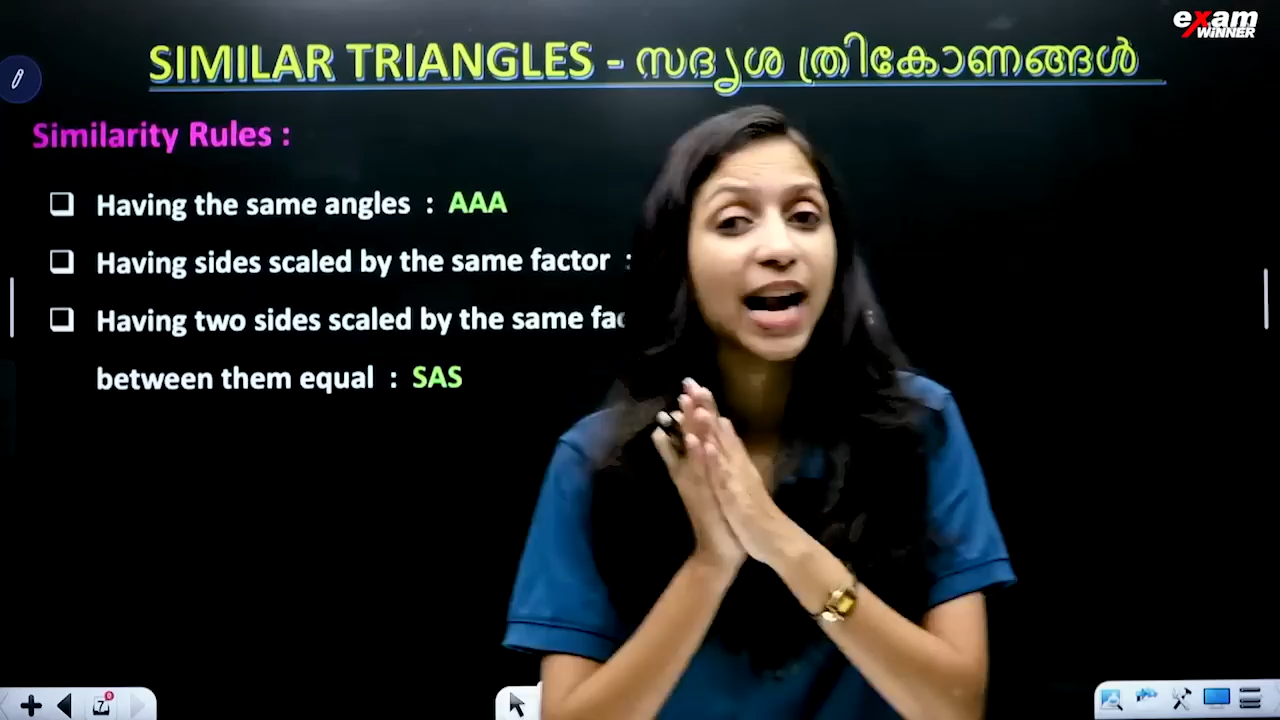 exam
WINNER
SIMILAR TRIANGLES - സദൃശ ത്രികോണങ്ങൾ
Similarity Rules :
Having the same angles : AAA
Having sides scaled by the same factor :
Having two sides scaled by the same
between them equal : SAS